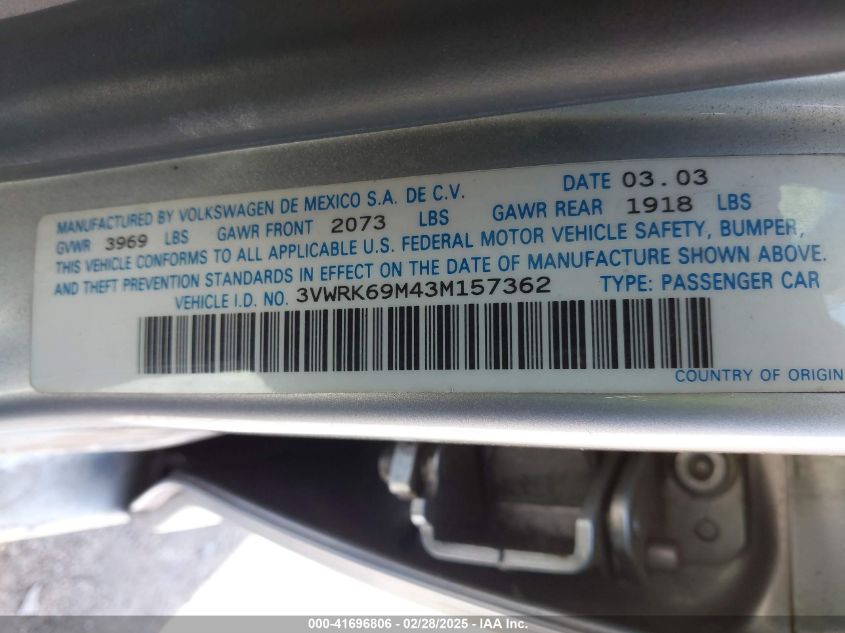 MANUFACTURED BY VOLKSWAGEN DE MEXICO S.A. DE C.V. DATE 03.03
GVWR 3969 LBS GAWR FRONT 2073 LBS GAWR REAR 1918 LBS
THIS VEHICLE CONFORMS TO ALL APPLICABLE U.S. FEDERAL MOTOR VEHICLE SAFETY, BUMPER,
AND THEFT PREVENTION STANDARDS IN EFFECT ON THE DATE OF MANUFACTURE SHOWN ABOVE.
VEHICLE I.D. NO. 3VWRK69M43M157362 TYPE: PASSENGER CAR
COUNTRY OF ORIGIN
000-41696806 - 02/28/2025 - IAAI.com